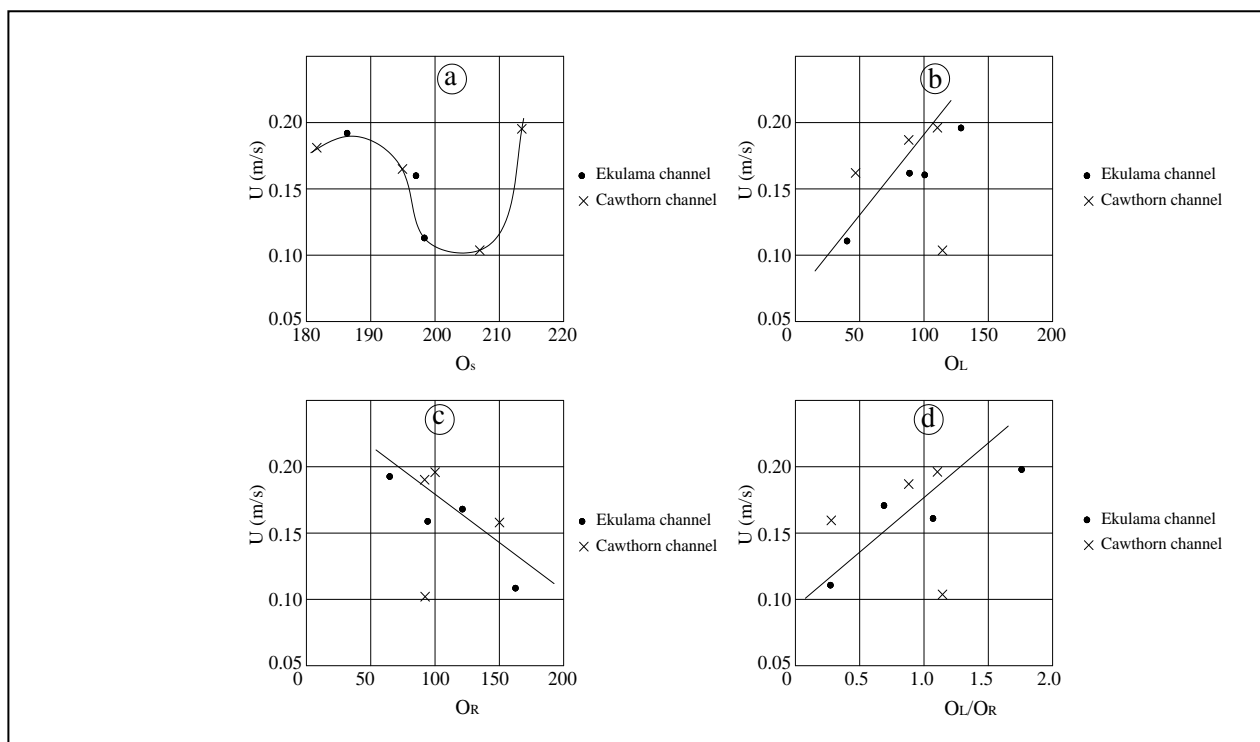 a
U (m/s)
0.20
0.15
0.10
0.05
180 190 200 210 220
Os
Ekulama channel
Cawthorn channel
b
U (m/s)
0.20
0.15
0.10
0.05
0 50 100 150 200
OL
Ekulama channel
Cawthorn channel
c
U (m/s)
0.20
0.15
0.10
0.05
0 50 100 150 200
OR
Ekulama channel
Cawthorn channel
d
U (m/s)
0.20
0.15
0.10
0.05
0 0.5 1.0 1.5 2.0
OL/OR
Ekulama channel
Cawthorn channel